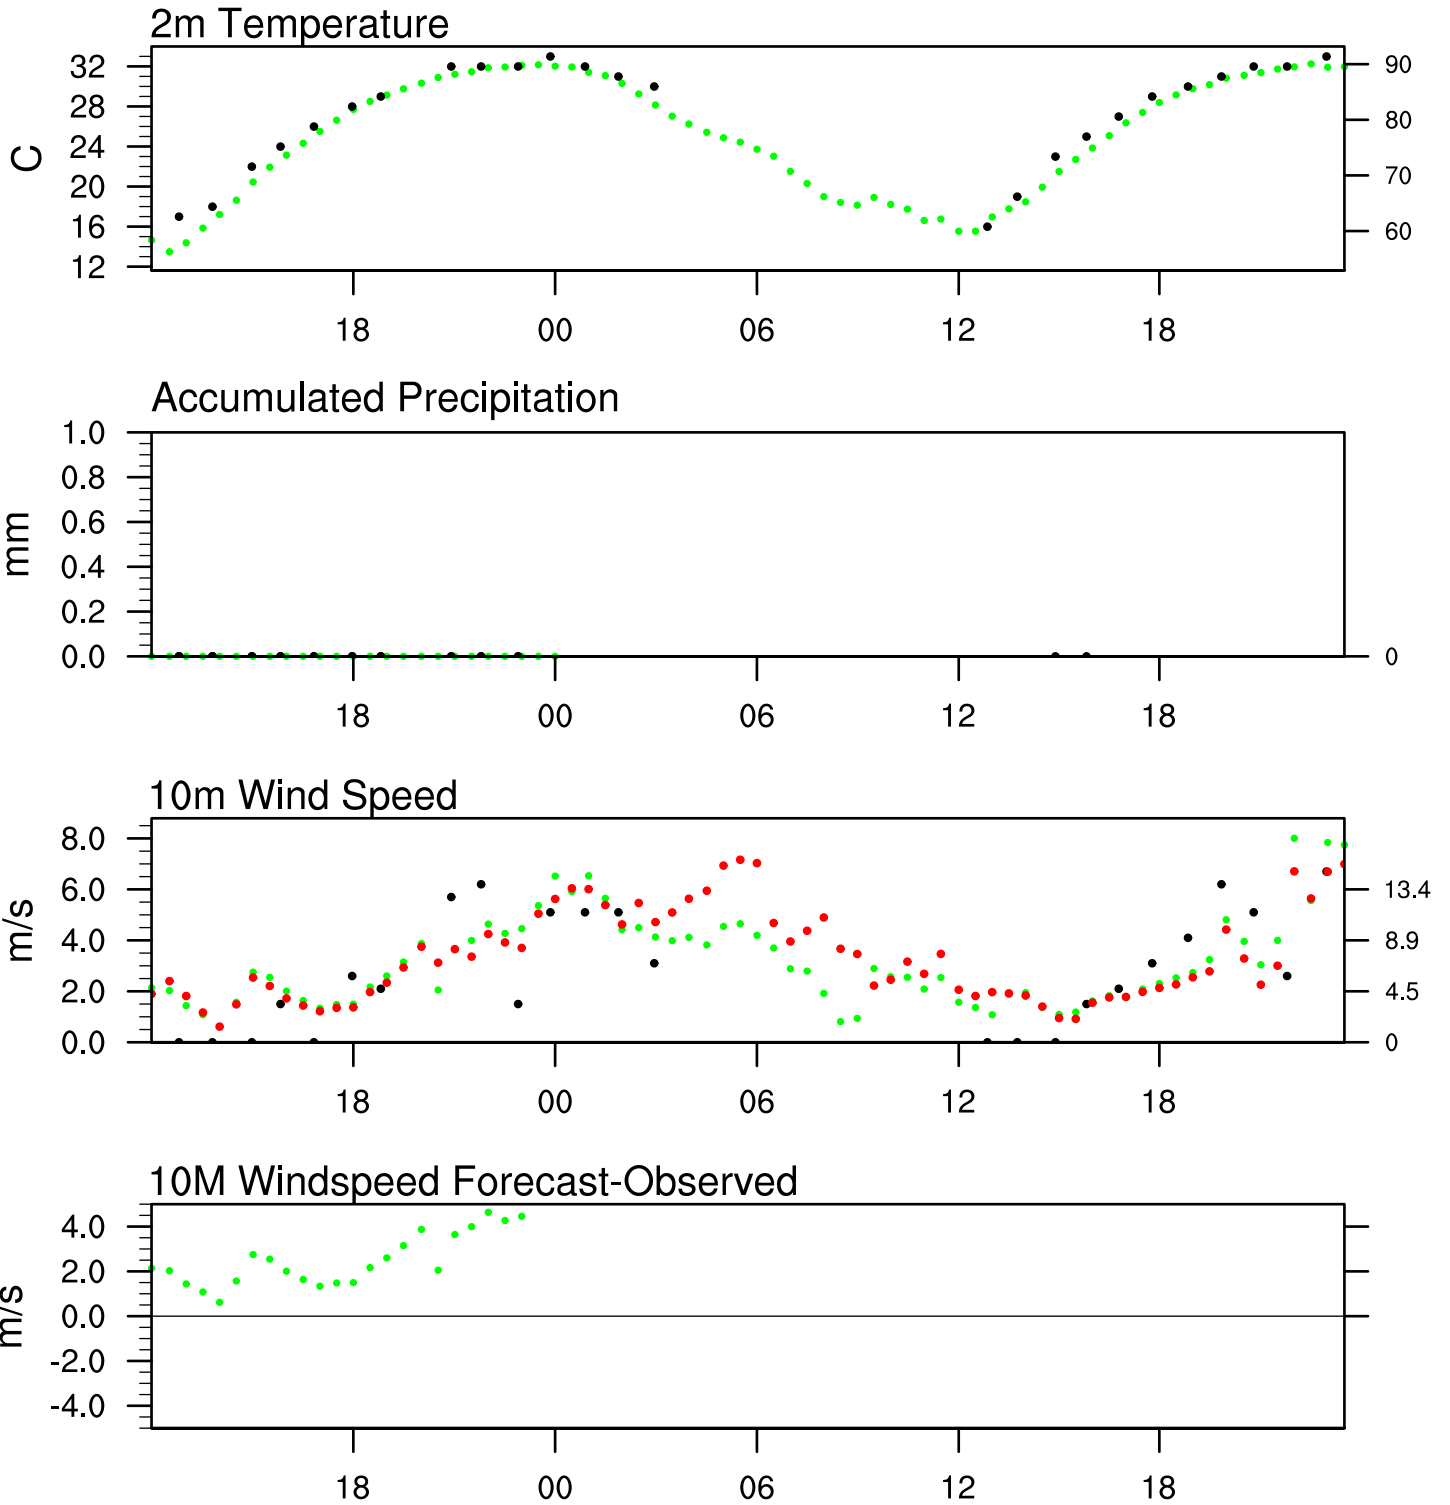 2m Temperature
C
32
28
24
20
16
12
90
80
70
60
18 00 06 12 18
Accumulated Precipitation
mm
1.0
0.8
0.6
0.4
0.2
0.0
0
18 00 06 12 18
10m Wind Speed
m/s
8.0
6.0
4.0
2.0
0.0
13.4
8.9
4.5
0
18 00 06 12 18
10M Windspeed Forecast-Observed
m/s
4.0
2.0
0.0
-2.0
-4.0
18 00 06 12 18